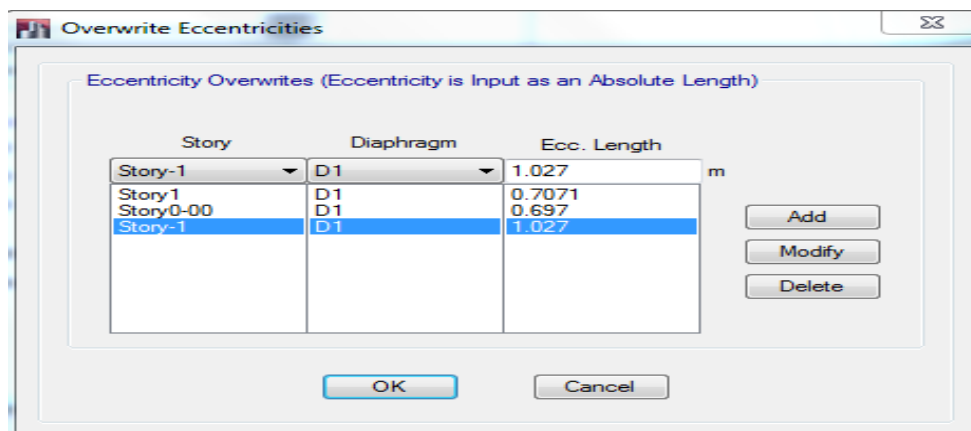 Overwrite Eccentricities
Eccentricity Overwrites (Eccentricity is Input as an Absolute Length)
Story Diaphragm Ecc. Length
Story-1 D1 1.027 m
Story1 D1 0.7071
Story0-00 D1 0.697
Story-1 D1 1.027
Add
Modify
Delete
OK Cancel